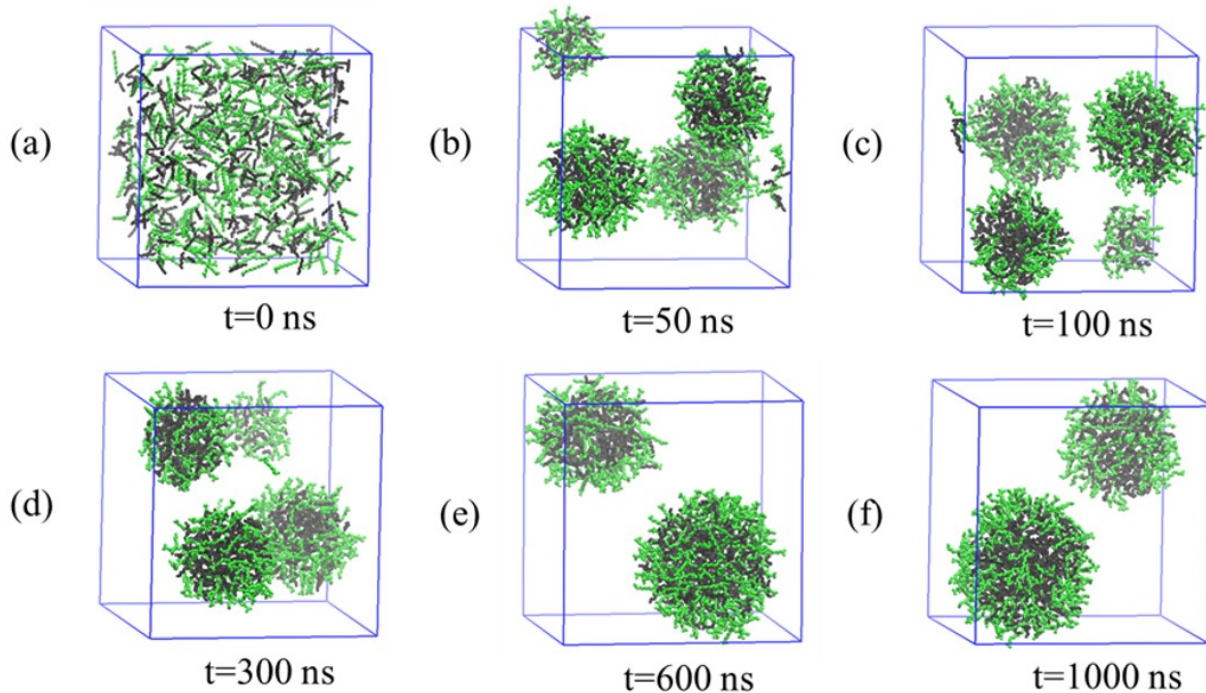 (a)
t=0 ns
(b)
t=50 ns
(c)
t=100 ns
(d)
t=300 ns
(e)
t=600 ns
(f)
t=1000 ns